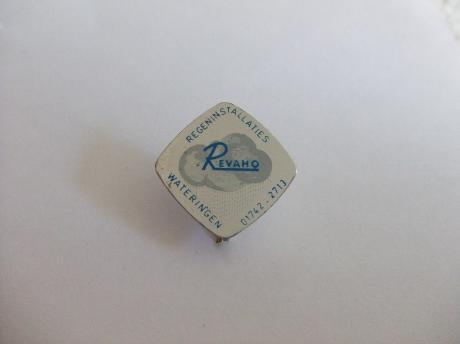 REGENINSTALLATIES
REVAHO
WATERINGEN
01742-2713